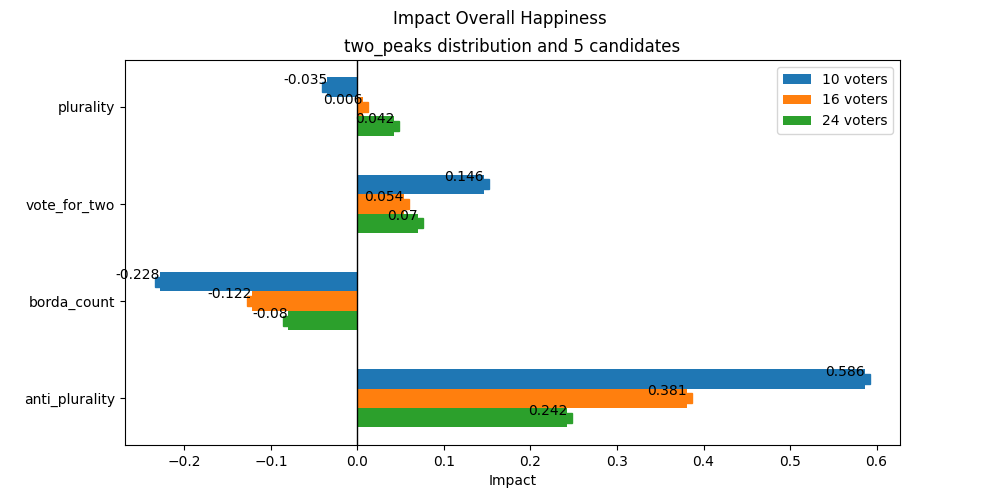 Impact Overall Happiness
two_peaks distribution and 5 candidates
10 voters
16 voters
24 voters
plurality
-0.035
0.006
0.042
vote_for_two
0.146
0.054
0.07
borda_count
-0.228
-0.122
-0.08
anti_plurality
0.586
0.381
0.242
−0.2 −0.1 0.0 0.1 0.2 0.3 0.4 0.5 0.6
Impact